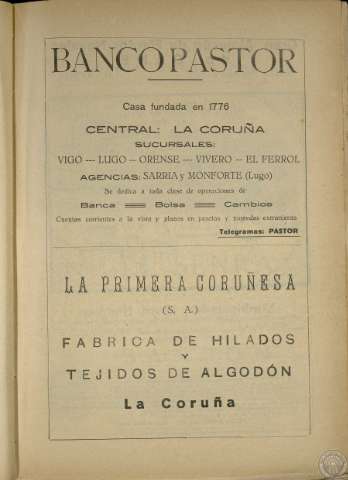 BANCO PASTOR
Casa fundada en 1776
CENTRAL: LA CORUÑA
SUCURSALES:
VIGO --- LUGO -- ORENSE --- VIVERO -- EL FERROL
AGENCIAS: SARRIA y MONFORTE (Lugo)
Se dedica a toda clase de operaciones de
Banca Bolsa Cambios
Cuentas corrientes a la vista y plazos en pesetas y monedas extranjeras
Telegramas: PASTOR
LA PRIMERA CORUÑESA
(S. A.)
FABRICA DE HILADOS
Y
TEJIDOS DE ALGODÓN
La Coruña